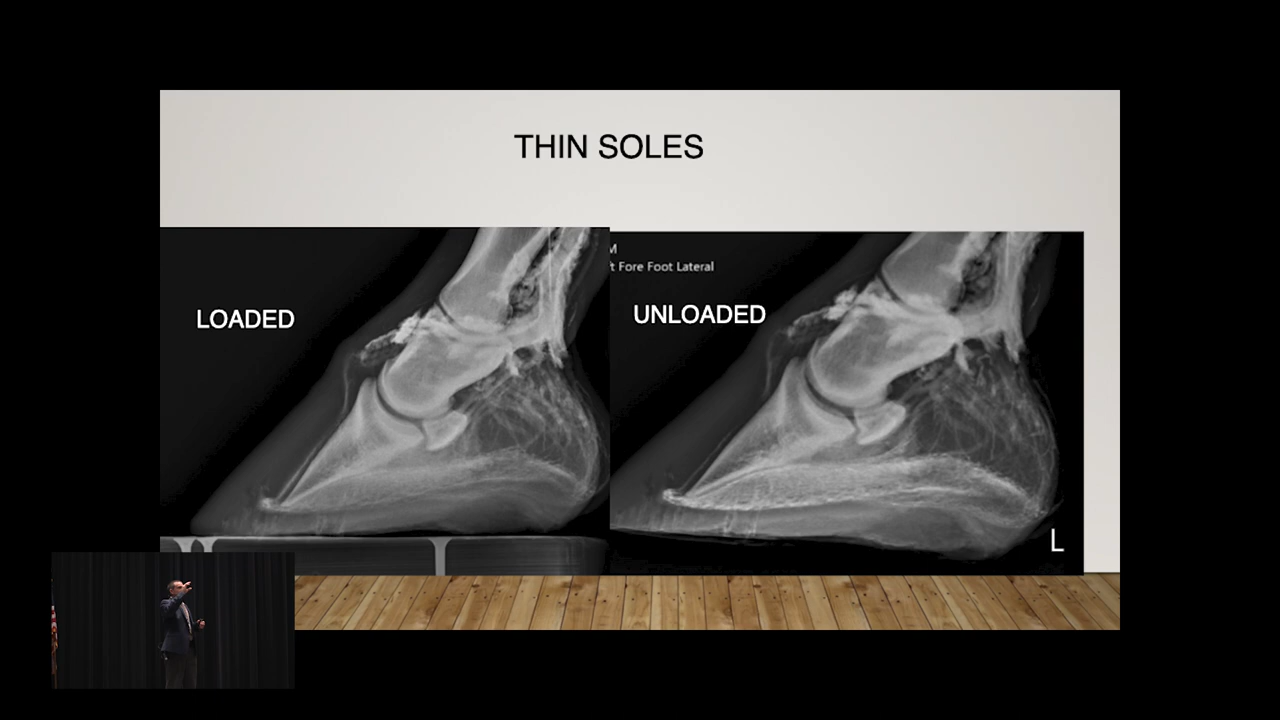 THIN SOLES
LOADED
M
t Fore Foot Lateral
UNLOADED
L